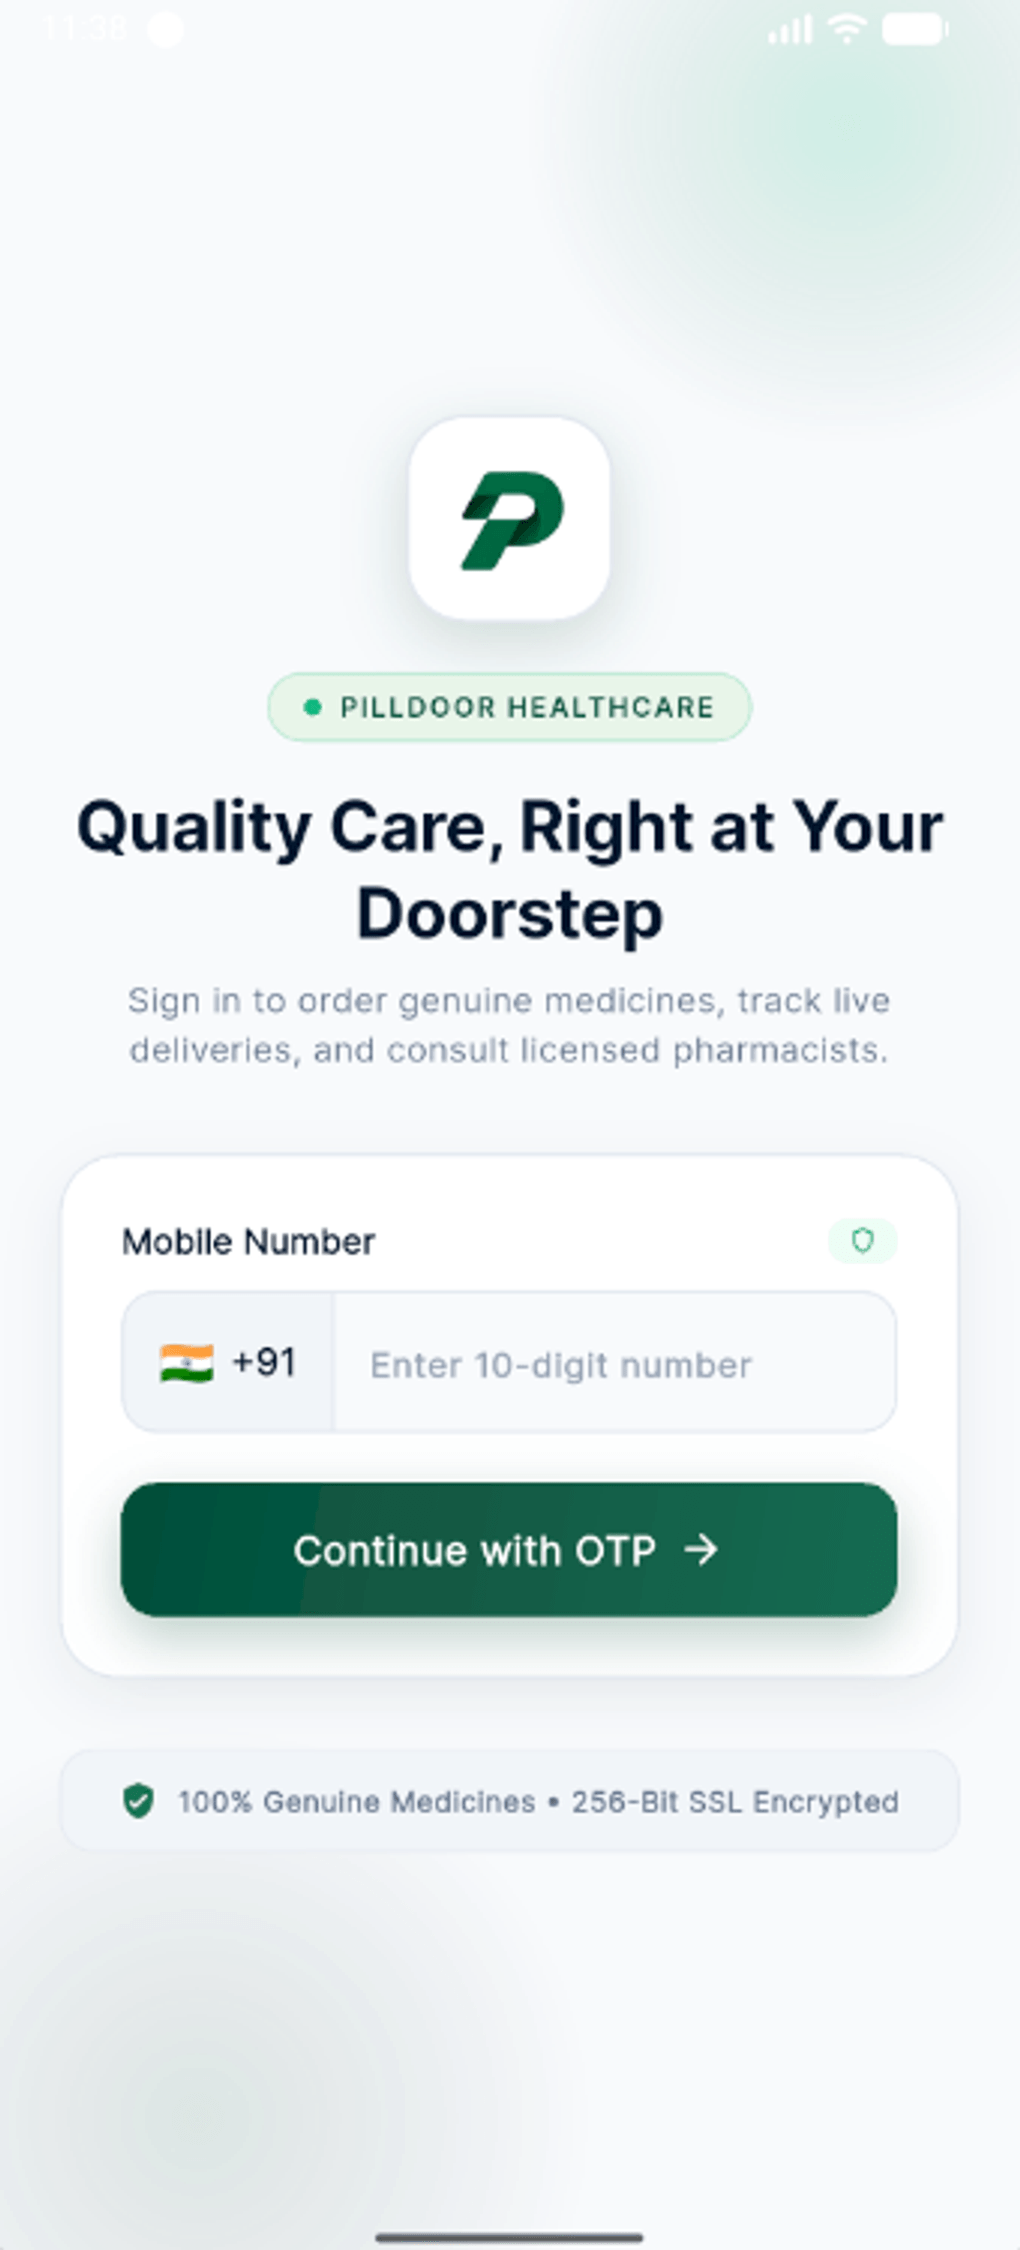 11:38
PILLDOOR HEALTHCARE
Quality Care, Right at Your
Doorstep
Sign in to order genuine medicines, track live
deliveries, and consult licensed pharmacists.
Mobile Number
+91
Enter 10-digit number
Continue with OTP →
100% Genuine Medicines • 256-Bit SSL Encrypted